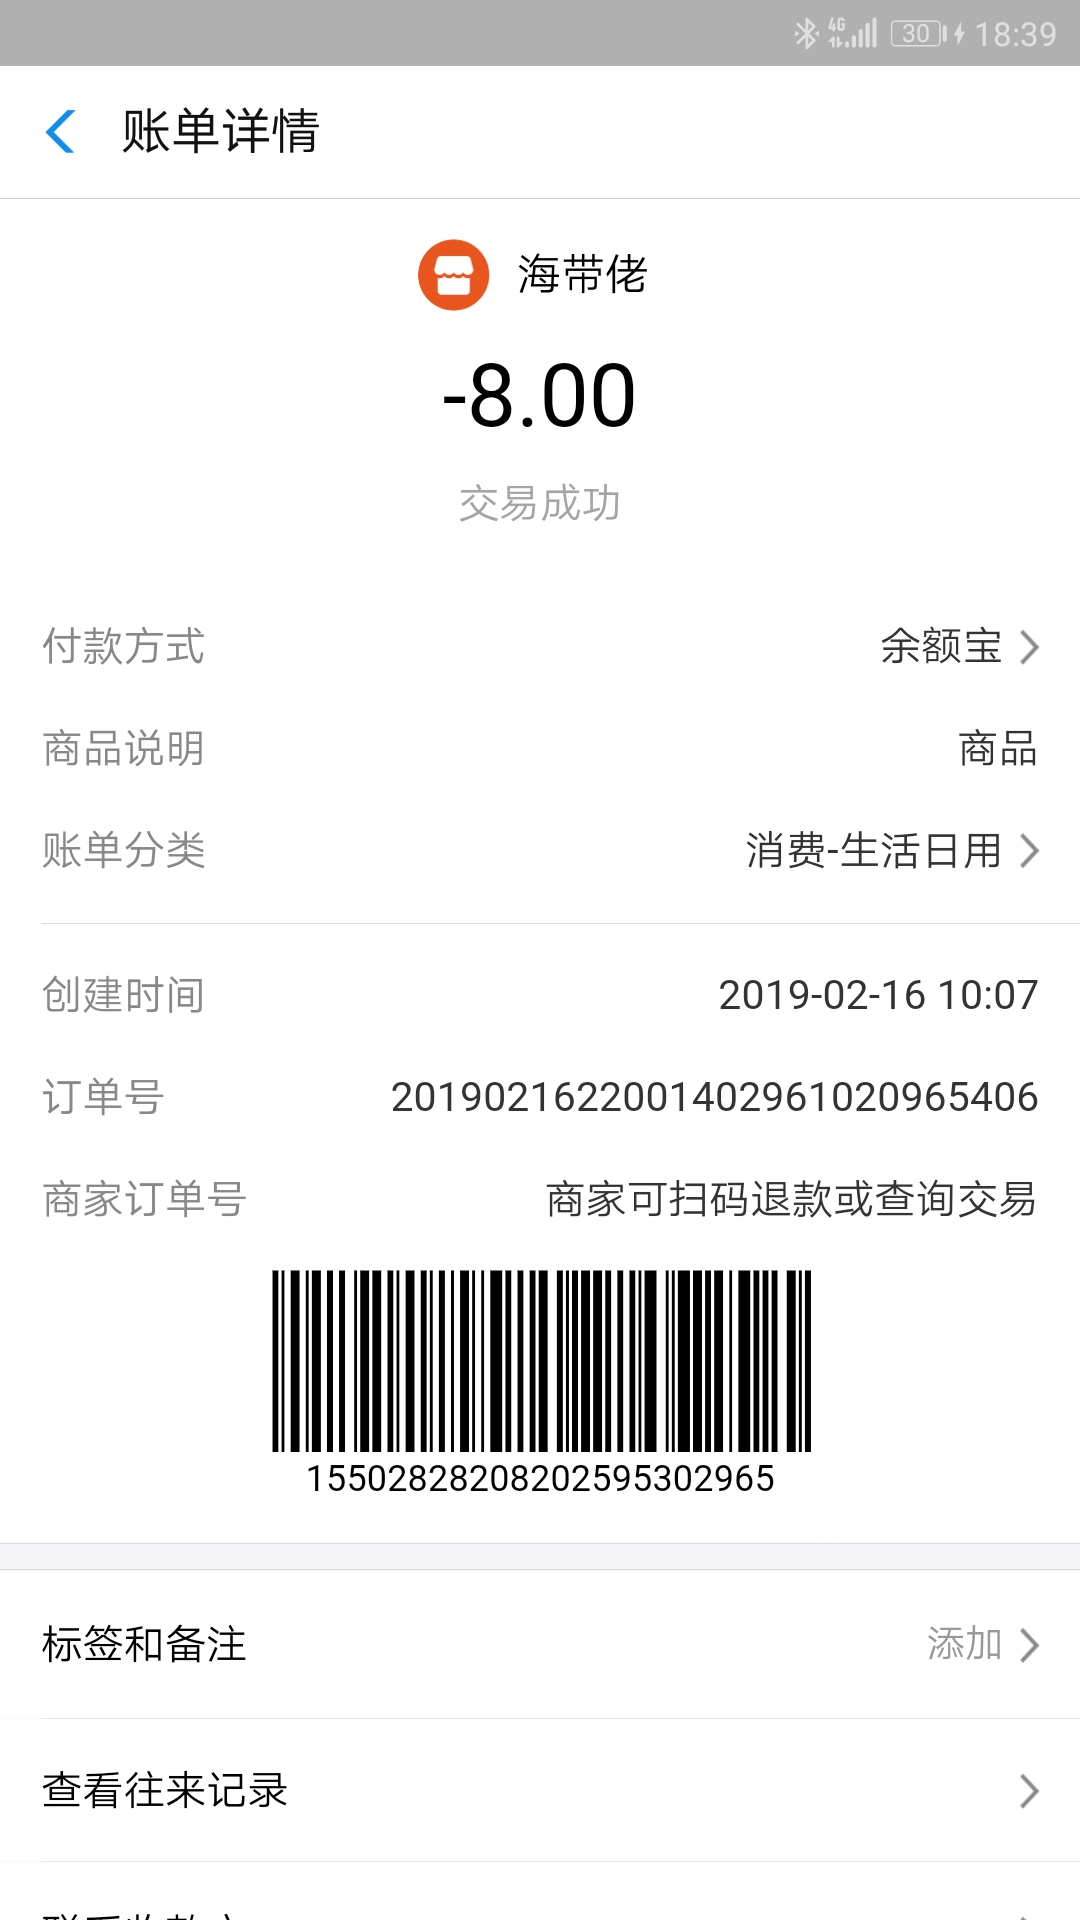 4G 30 18:39
账单详情
海带佬
-8.00
交易成功
付款方式 余额宝
商品说明 商品
账单分类 消费-生活日用
创建时间 2019-02-16 10:07
订单号 2019021622001402961020965406
商家订单号 商家可扫码退款或查询交易
15502828208202595302965
标签和备注 添加
查看往来记录